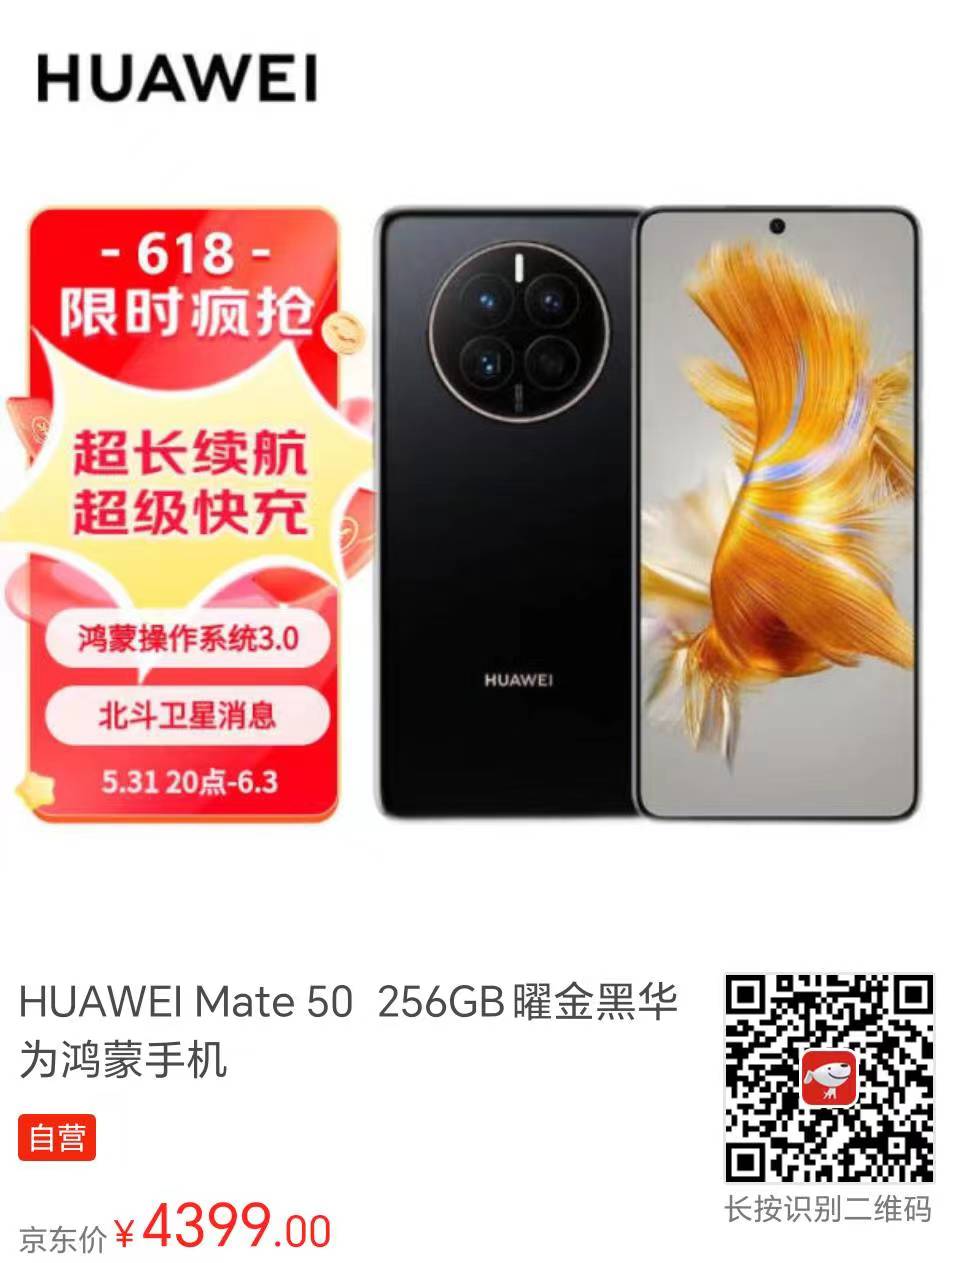 HUAWEI
- 618 -
限时疯抢
超长续航
超级快充
鸿蒙操作系统3.0
北斗卫星消息
5.31 20点-6.3
HUAWEI
HUAWEI Mate 50 256GB曜金黑华
为鸿蒙手机
自营
京东价¥4399.00
长按识别二维码